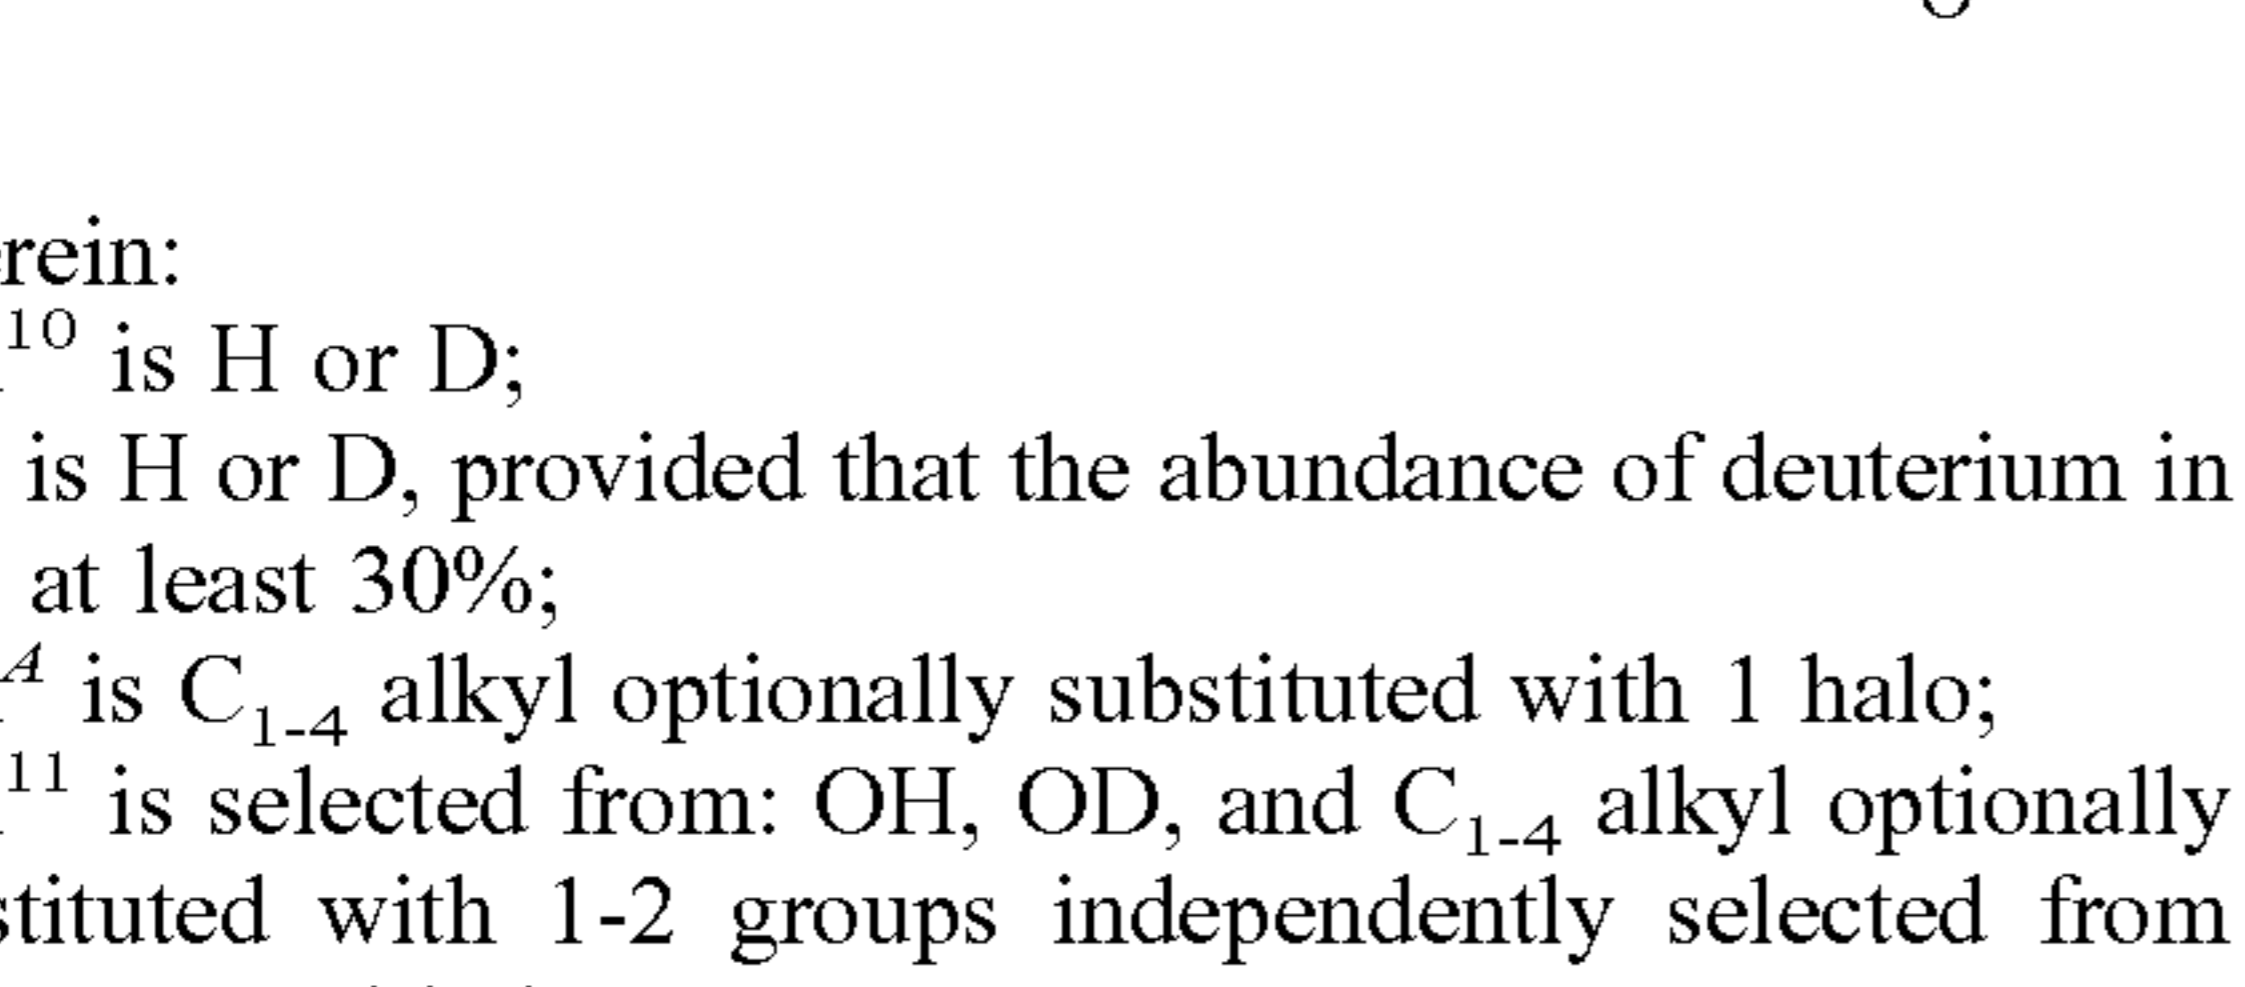 rein:
¹⁰ is H or D;
is H or D, provided that the abundance of deuterium in
at least 30%;
ᴬ is C₁₋₄ alkyl optionally substituted with 1 halo;
¹¹ is selected from: OH, OD, and C₁₋₄ alkyl optionally
stituted with 1-2 groups independently selected from